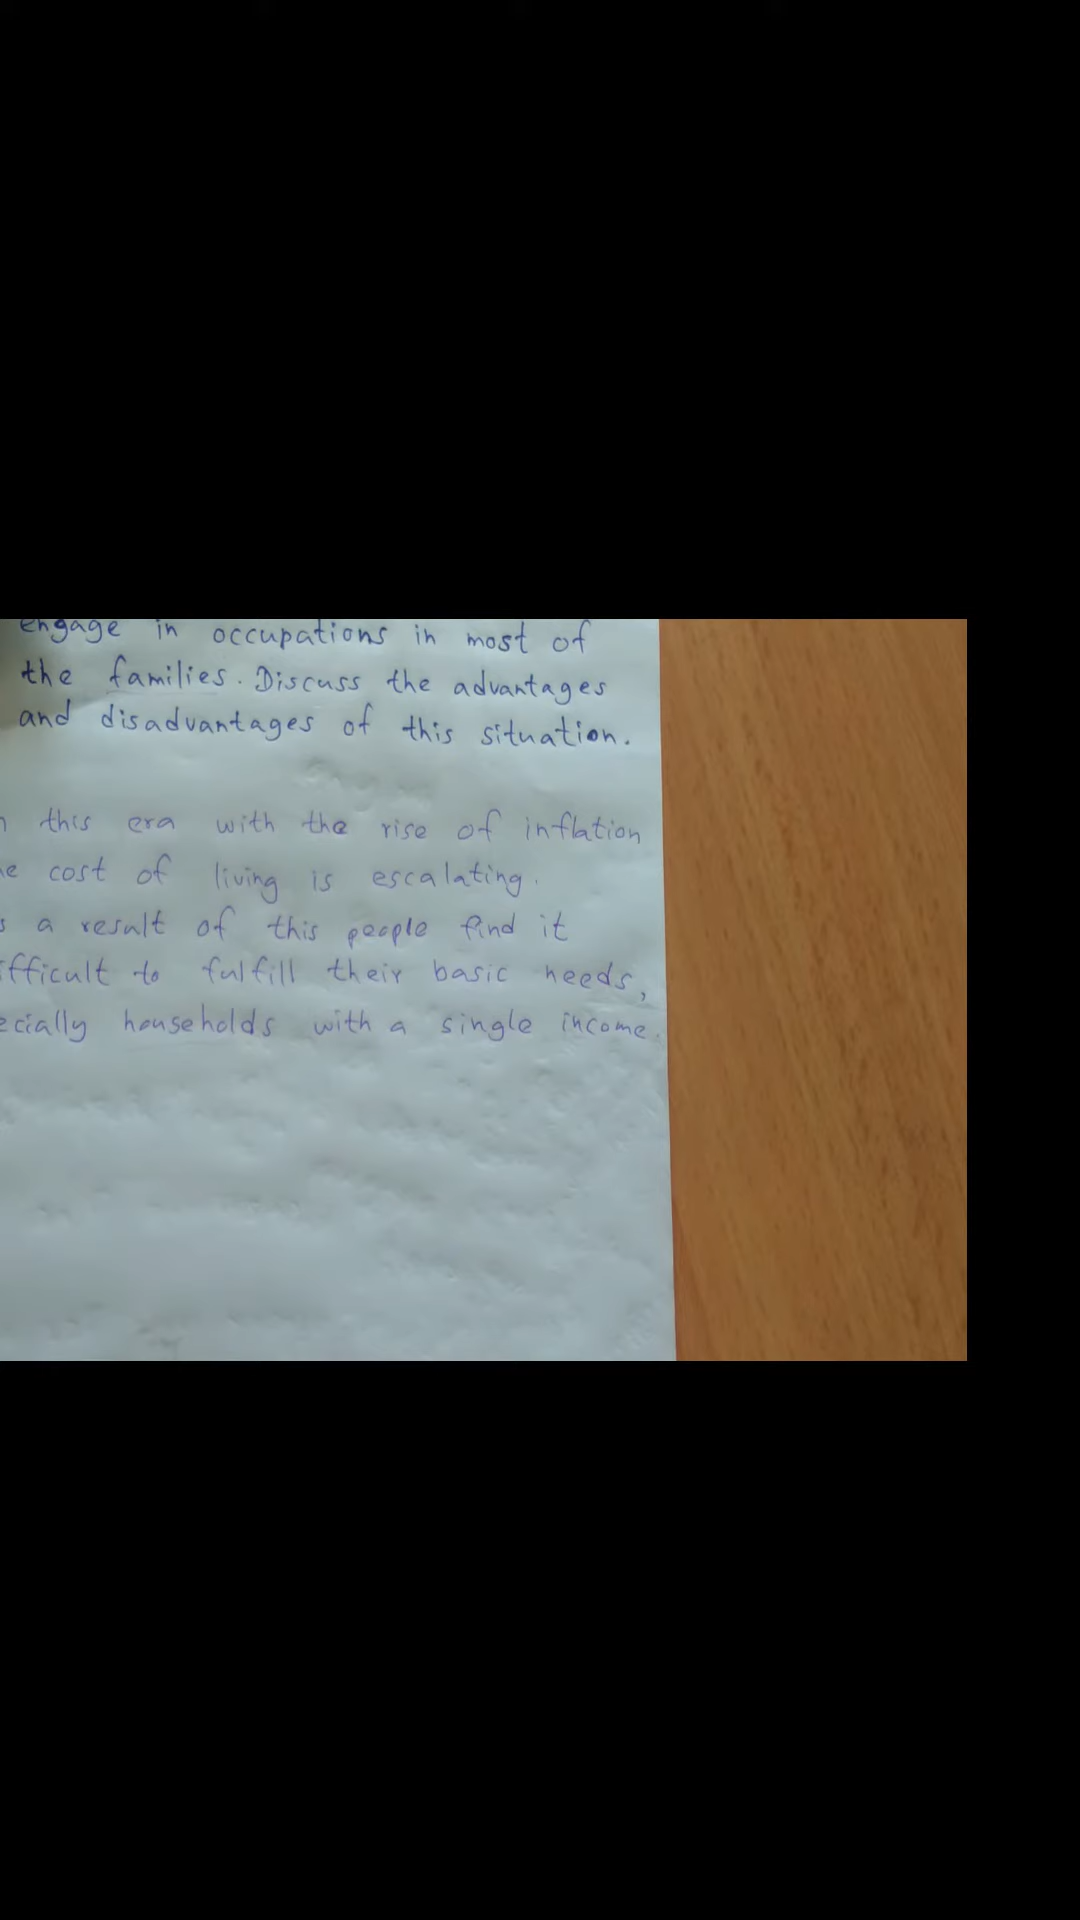 engage in occupations in most of
the families. Discuss the advantages
and disadvantages of this situation.
this era with the rise of inflation
cost of living is escalating.
a result of this people find it
ifficult to fulfill their basic needs,
ecially households with a single income.